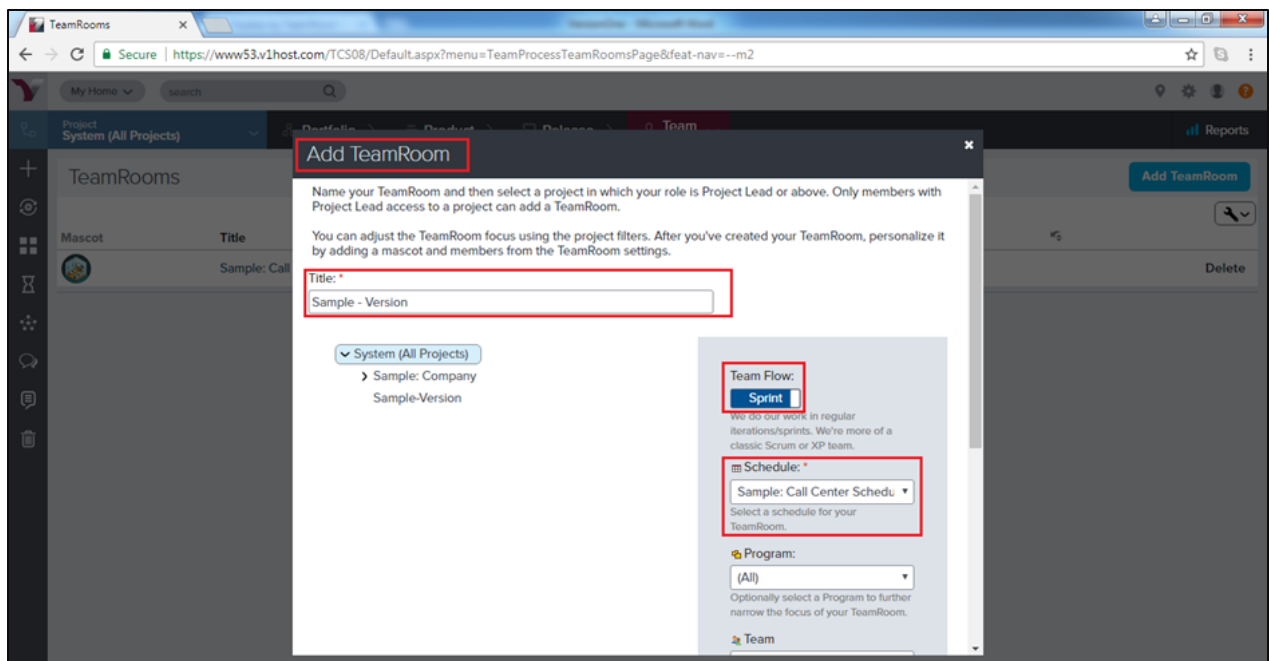 TeamRooms
VersionOne - Microsoft Word
Secure | https://www53.v1host.com/TCS08/Default.aspx?menu=TeamProcessTeamRoomsPage&feat-nav=--m2
My Home
search
Project
System (All Projects)
Portfolio
Product
Release
Team
Reports
Add TeamRoom
TeamRooms
Add TeamRoom
Name your TeamRoom and then select a project in which your role is Project Lead or above. Only members with
Project Lead access to a project can add a TeamRoom.
You can adjust the TeamRoom focus using the project filters. After you've created your TeamRoom, personalize it
by adding a mascot and members from the TeamRoom settings.
Mascot
Title
Sample: Call
Delete
Title: *
Sample - Version
System (All Projects)
Sample: Company
Sample-Version
Team Flow:
Sprint
We do our work in regular
iterations/sprints. We're more of a
classic Scrum or XP team.
Schedule: *
Sample: Call Center Schedu
Select a schedule for your
TeamRoom.
Program:
(All)
Optionally select a Program to further
narrow the focus of your TeamRoom.
Team